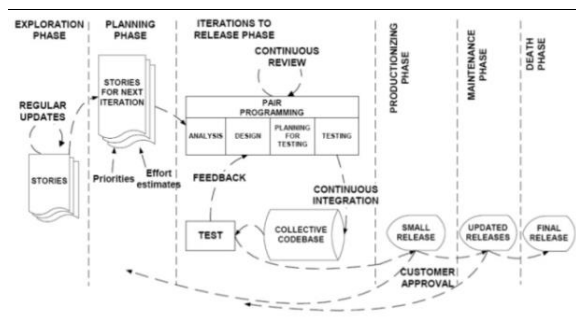 EXPLORATION
PHASE
PLANNING
PHASE
ITERATIONS TO
RELEASE PHASE
PRODUCTIONIZING
PHASE
MAINTENANCE
PHASE
DEATH
PHASE
CONTINUOUS
REVIEW
STORIES
FOR NEXT
ITERATION
REGULAR
UPDATES
PAIR
PROGRAMMING
ANALYSIS
DESIGN
PLANNING
FOR
TESTING
TESTING
STORIES
Priorities
Effort
estimates
FEEDBACK
CONTINUOUS
INTEGRATION
TEST
COLLECTIVE
CODEBASE
SMALL
RELEASE
UPDATED
RELEASES
FINAL
RELEASE
CUSTOMER
APPROVAL